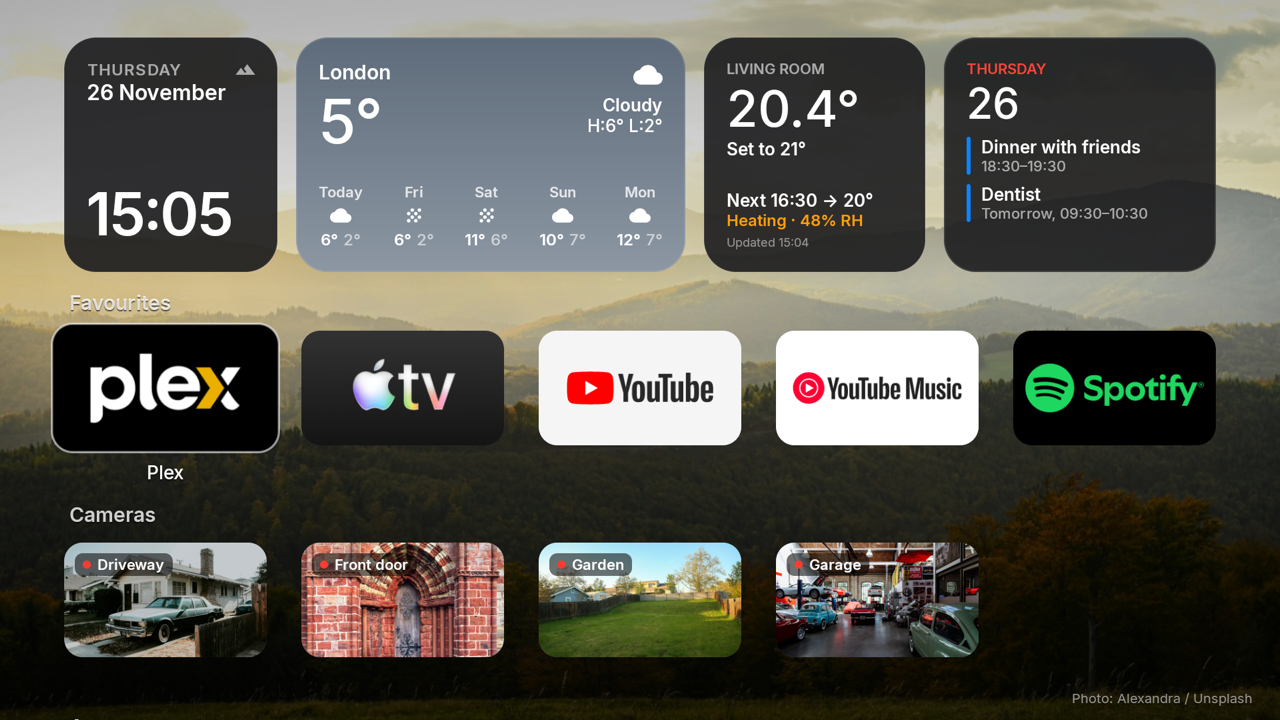 THURSDAY
26 November
15:05
London
5°
Cloudy
H:6° L:2°
Today Fri Sat Sun Mon
6° 2° 6° 2° 11° 6° 10° 7° 12° 7°
LIVING ROOM
20.4°
Set to 21°
Next 16:30 → 20°
Heating · 48% RH
Updated 15:04
THURSDAY
26
Dinner with friends
18:30–19:30
Dentist
Tomorrow, 09:30–10:30
Favourites
plex
tv
YouTube
YouTube Music
Spotify®
Plex
Cameras
Driveway
Front door
Garden
Garage
Photo: Alexandra / Unsplash